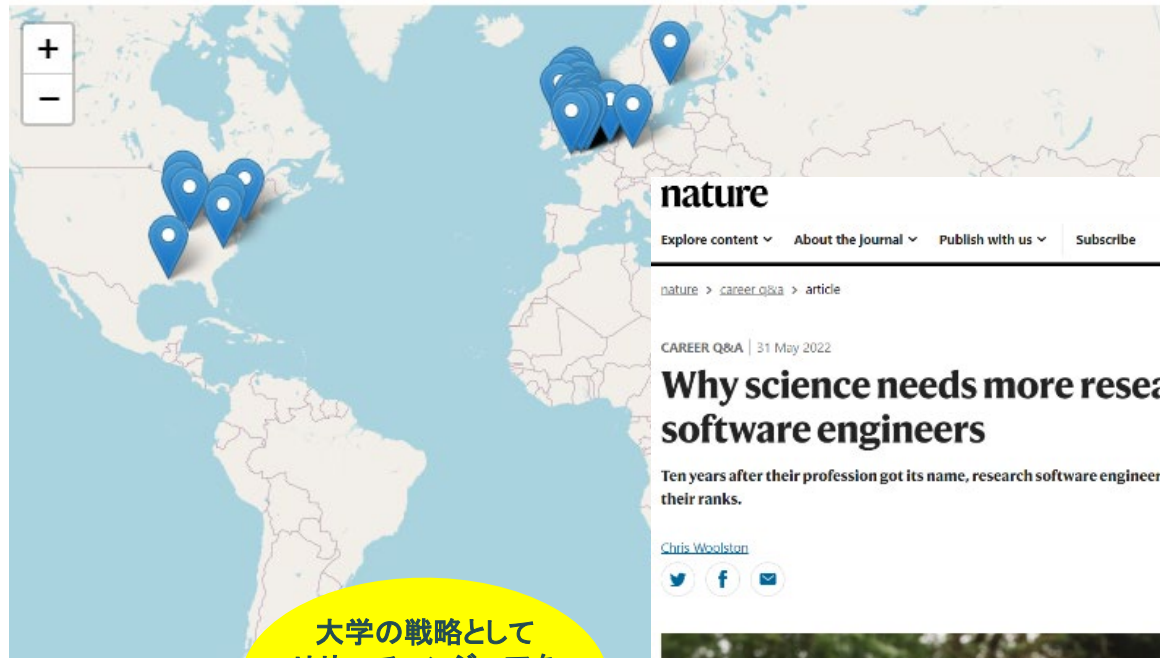 +
−
nature
Explore content
About the journal
Publish with us
Subscribe
nature > career q&a > article
CAREER Q&A | 31 May 2022
Why science needs more resea
software engineers
Ten years after their profession got its name, research software engineer
their ranks.
Chris Woolston
大学の戦略として